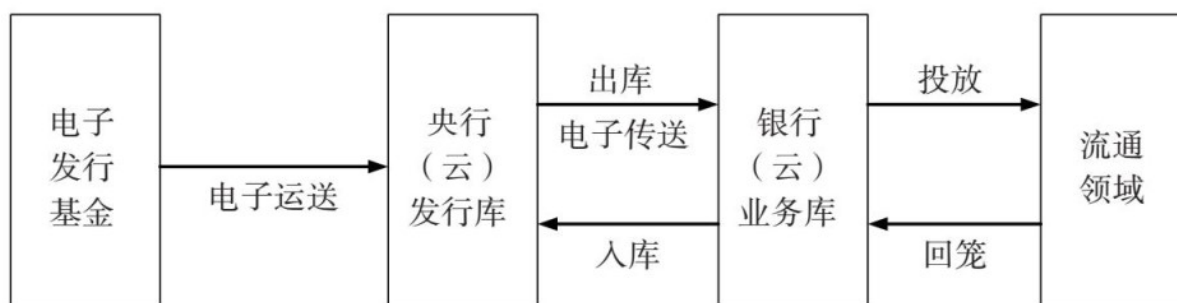 电子
发行
基金
电子运送
央行
（云）
发行库
出库
电子传送
入库
银行
（云）
业务库
投放
回笼
流通
领域